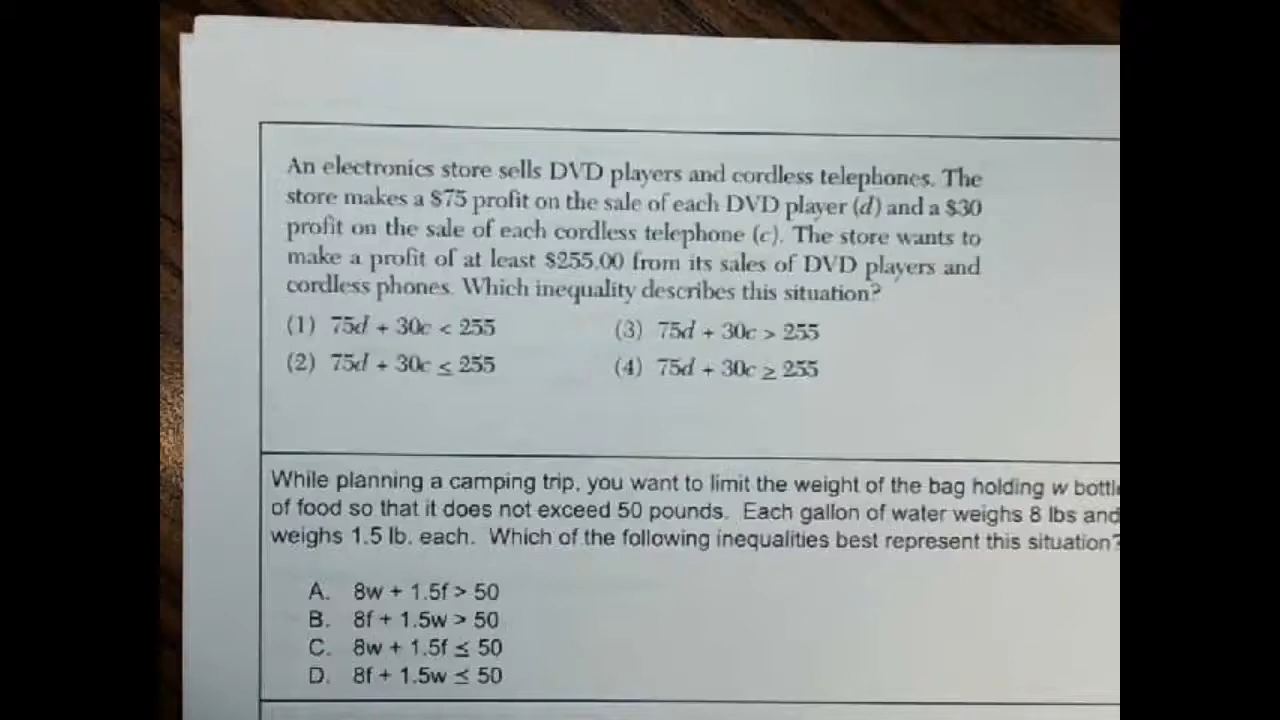 An electronics store sells DVD players and cordless telephones. The
store makes a $75 profit on the sale of each DVD player (d) and a $30
profit on the sale of each cordless telephone (c). The store wants to
make a profit of at least $255.00 from its sales of DVD players and
cordless phones. Which inequality describes this situation?
(1) 75d + 30c < 255 (3) 75d + 30c > 255
(2) 75d + 30c ≤ 255 (4) 75d + 30c ≥ 255
While planning a camping trip, you want to limit the weight of the bag holding w
of food so that it does not exceed 50 pounds. Each gallon of water weighs 8 lbs and
weighs 1.5 lb. each. Which of the following inequalities best represent this situation?
A. 8w + 1.5f > 50
B. 8f + 1.5w > 50
C. 8w + 1.5f ≤ 50
D. 8f + 1.5w ≤ 50